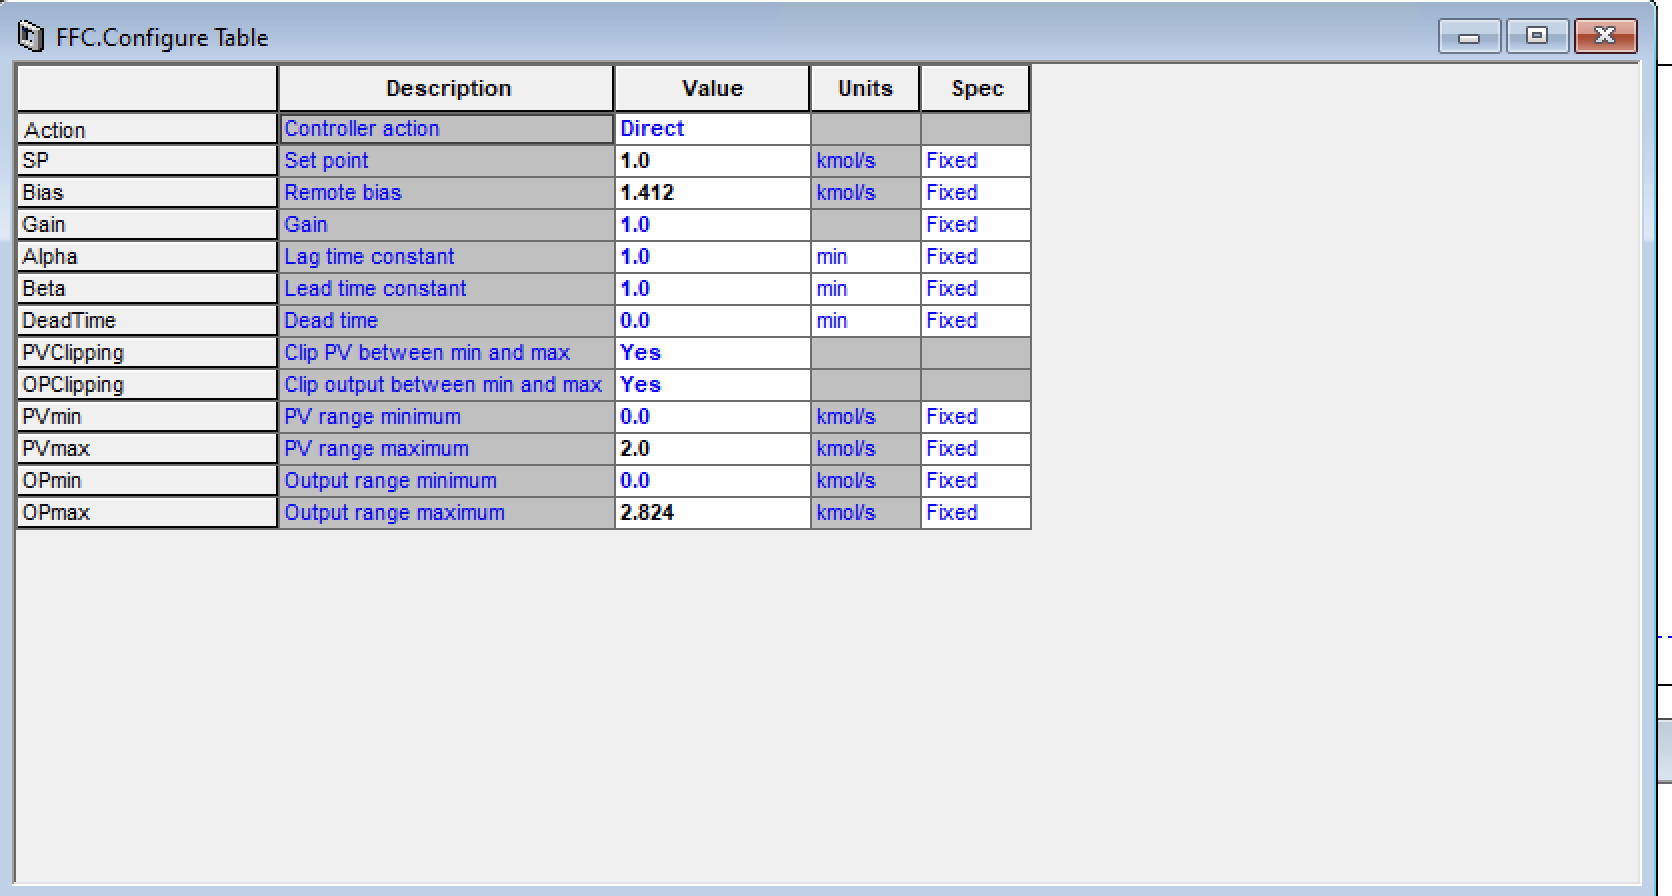 FFC.Configure Table
Description Value Units Spec
Action Controller action Direct
SP Set point 1.0 kmol/s Fixed
Bias Remote bias 1.412 kmol/s Fixed
Gain Gain 1.0 Fixed
Alpha Lag time constant 1.0 min Fixed
Beta Lead time constant 1.0 min Fixed
DeadTime Dead time 0.0 min Fixed
PVClipping Clip PV between min and max Yes
OPClipping Clip output between min and max Yes
PVmin PV range minimum 0.0 kmol/s Fixed
PVmax PV range maximum 2.0 kmol/s Fixed
OPmin Output range minimum 0.0 kmol/s Fixed
OPmax Output range maximum 2.824 kmol/s Fixed